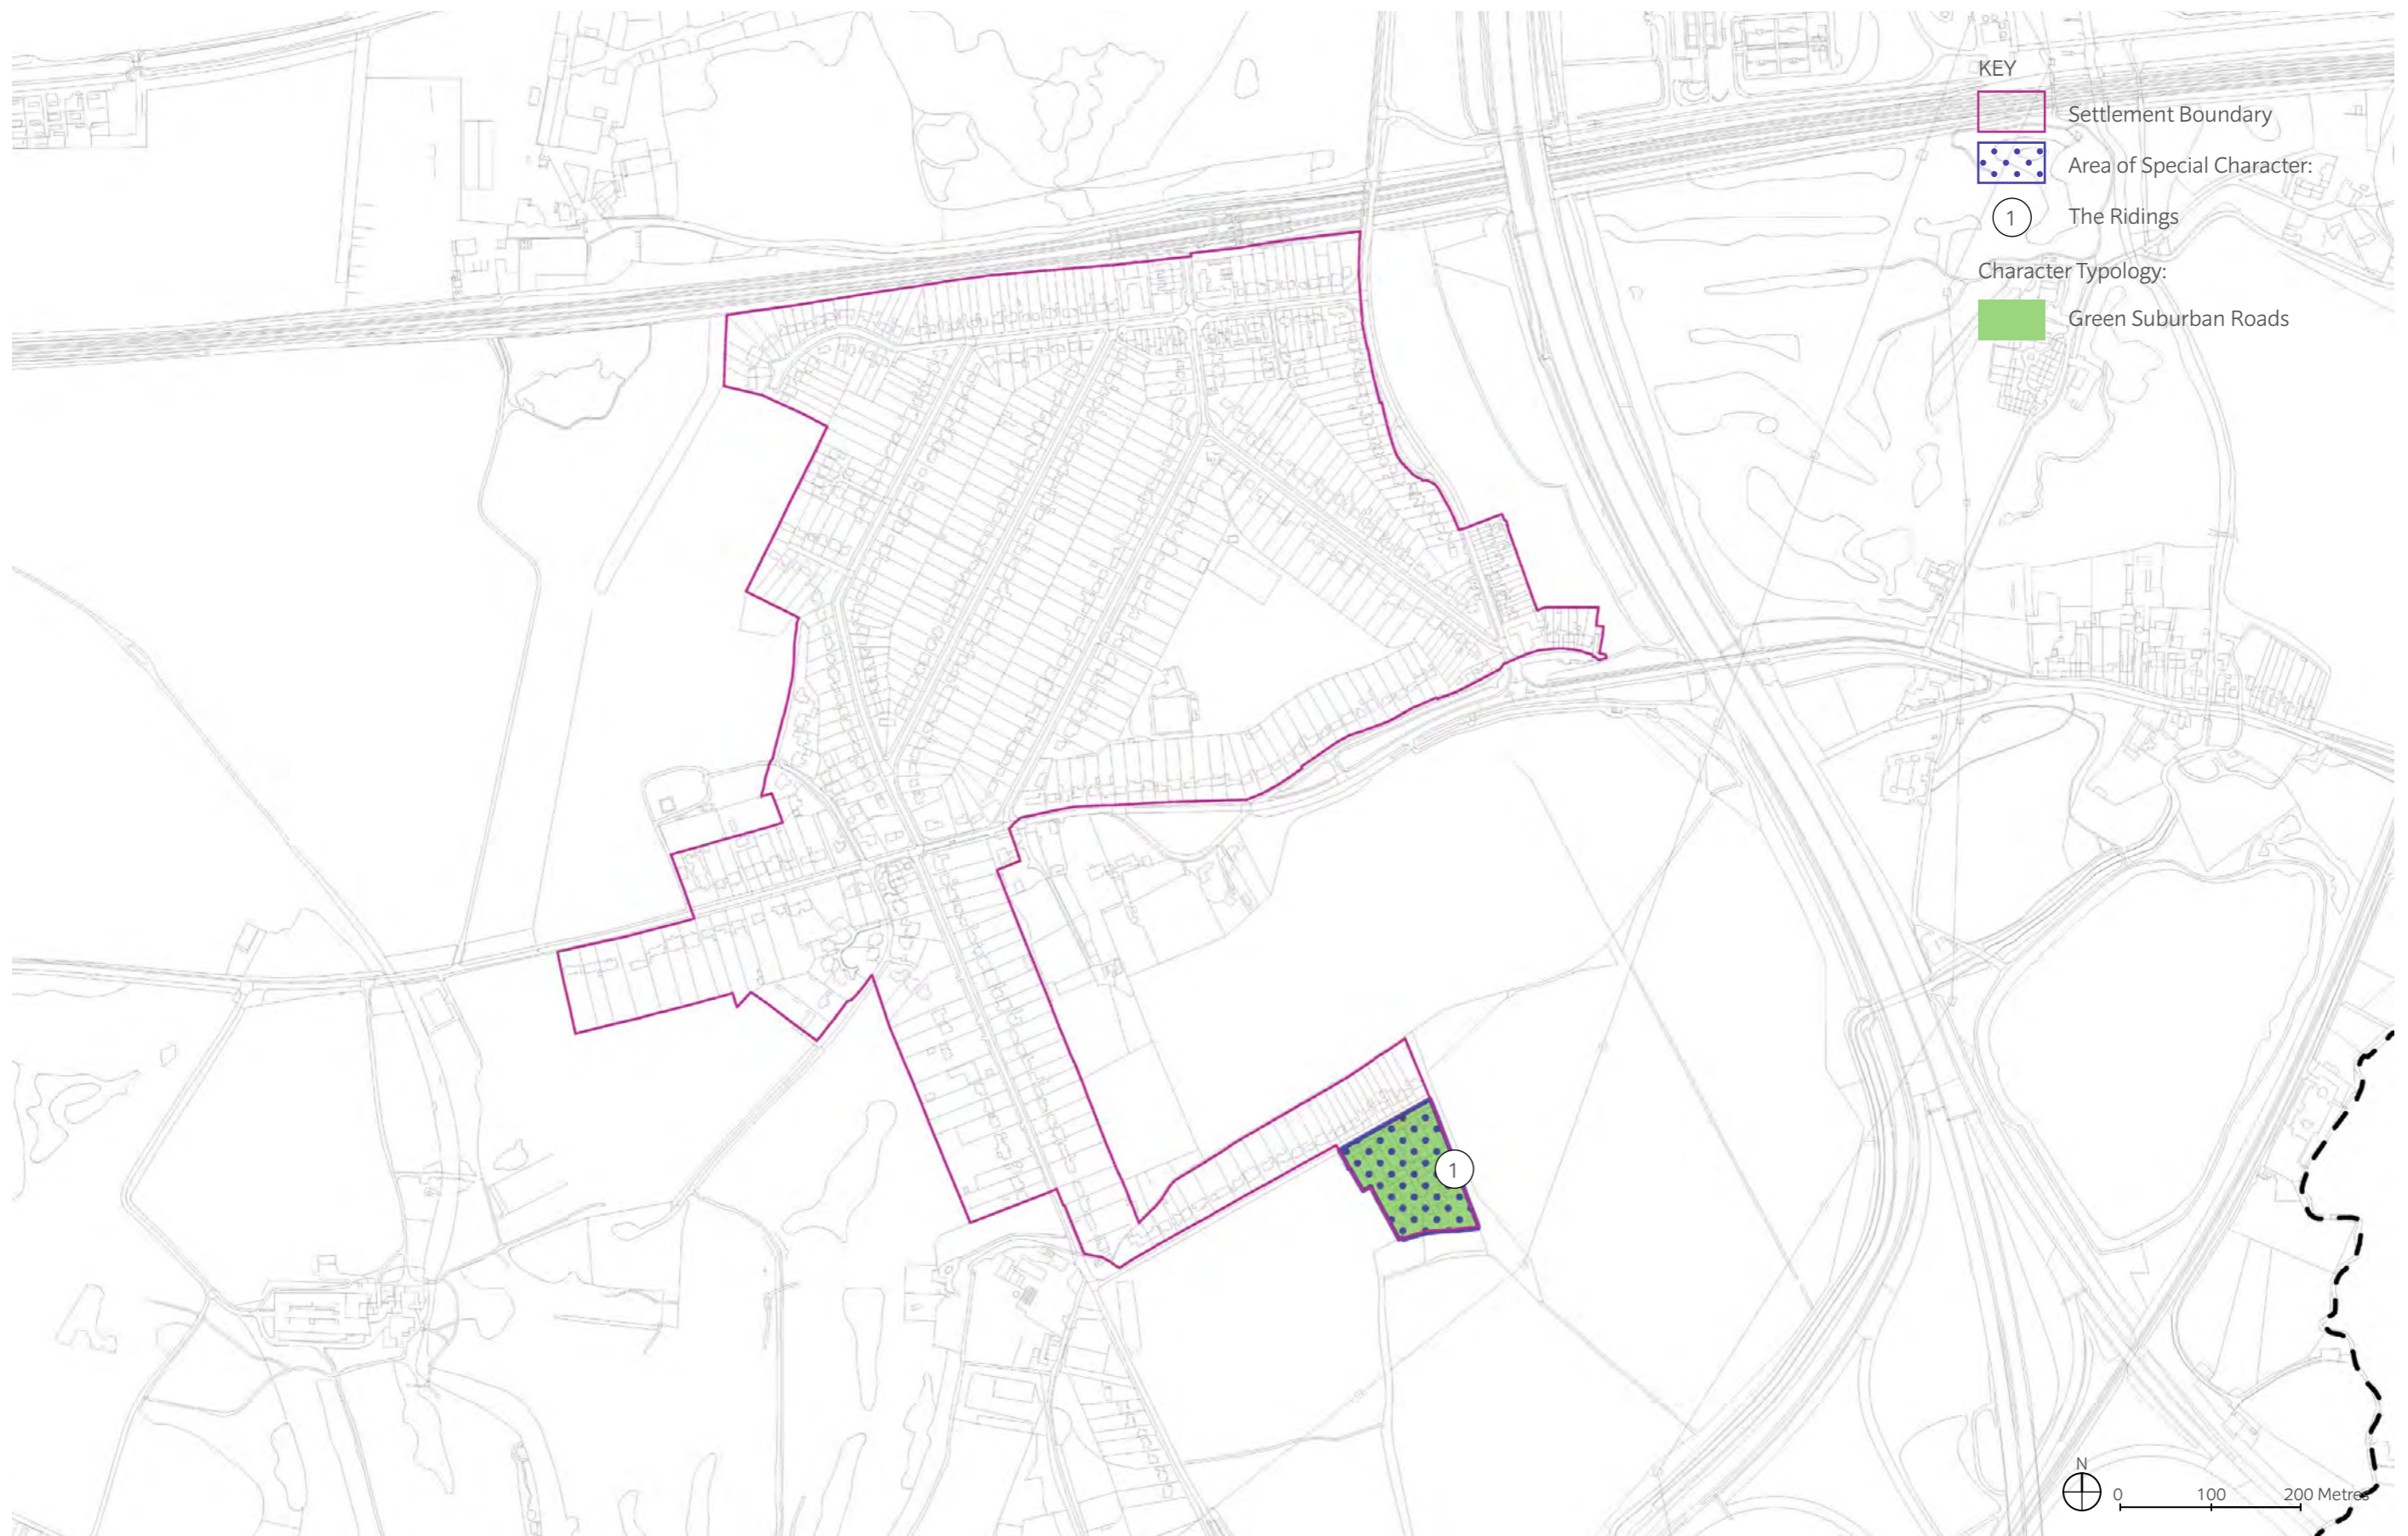 KEY
Settlement Boundary
Area of Special Character:
1 The Ridings
Character Typology:
Green Suburban Roads
1
N
0 100 200 Metres